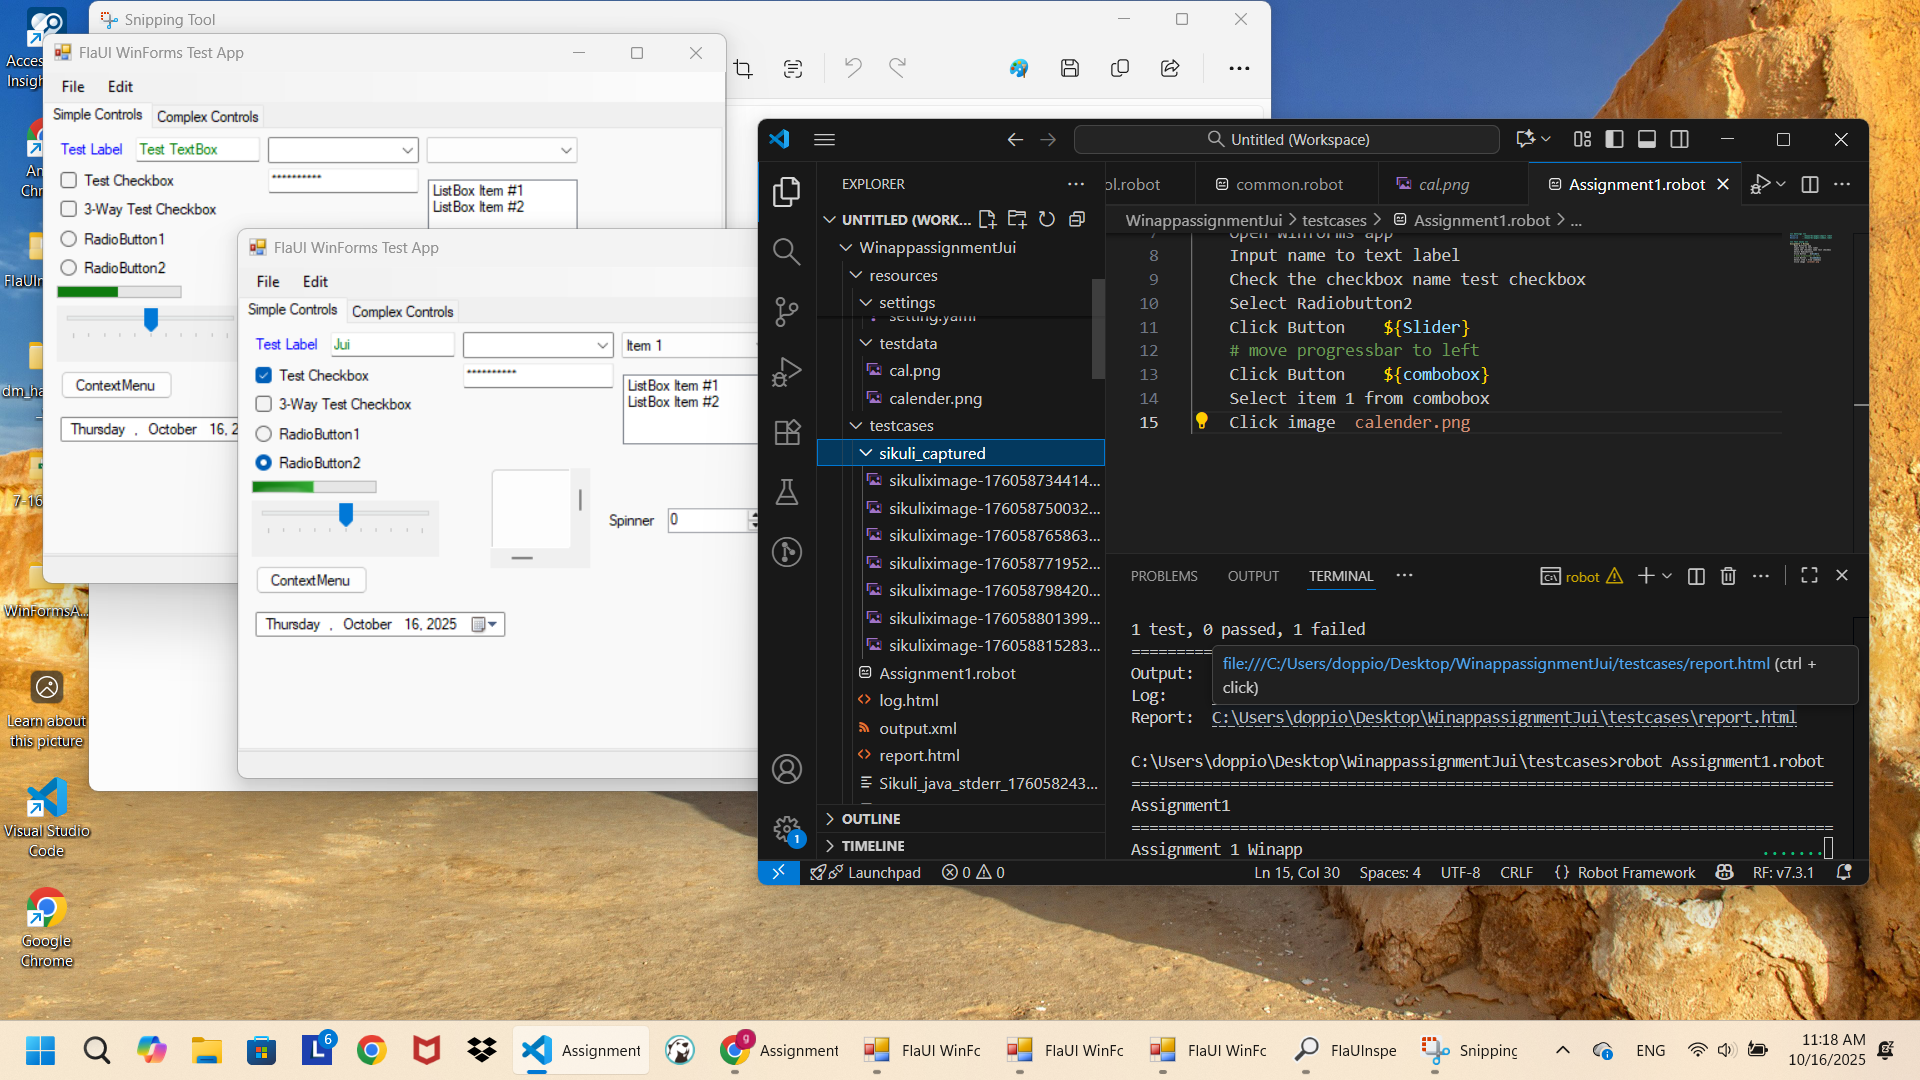 Snipping Tool
Acces
Insigh
FlaUI WinForms Test App
File Edit
Simple Controls Complex Controls
Test Label Test TextBox
Test Checkbox
**********
3-Way Test Checkbox
ListBox Item #1
ListBox Item #2
RadioButton1
RadioButton2
ContextMenu
Thursday , October 16, 2
An
Chr
FlaUIn
dm_ha
7-16
WinFormsA...
Learn about
this picture
Visual Studio
Code
Google
Chrome
FlaUI WinForms Test App
File Edit
Simple Controls Complex Controls
Test Label Jui
Item 1
Test Checkbox
**********
3-Way Test Checkbox
ListBox Item #1
ListBox Item #2
RadioButton1
RadioButton2
Spinner 0
ContextMenu
Thursday , October 16, 2025
Untitled (Workspace)
EXPLORER
UNTITLED (WORK...
WinappassignmentJui
resources
settings
setting.yaml
testdata
cal.png
calender.png
testcases
sikuli_captured
sikuliximage-176058734414...
sikuliximage-176058750032...
sikuliximage-176058765863...
sikuliximage-176058771952...
sikuliximage-176058798420...
sikuliximage-176058801399...
sikuliximage-176058815283...
Assignment1.robot
log.html
output.xml
report.html
Sikuli_java_stderr_176058243...
OUTLINE
TIMELINE
ol.robot common.robot cal.png Assignment1.robot
WinappassignmentJui > testcases > Assignment1.robot > ...
7 Open WinForms app
8 Input name to text label
9 Check the checkbox name test checkbox
10 Select Radiobutton2
11 Click Button ${Slider}
12 # move progressbar to left
13 Click Button ${combobox}
14 Select item 1 from combobox
15 Click image calender.png
PROBLEMS OUTPUT TERMINAL ...
robot
1 test, 0 passed, 1 failed
Output:
Log:
file:///C:/Users/doppio/Desktop/WinappassignmentJui/testcases/report.html (ctrl +
click)
Report: C:\Users\doppio\Desktop\WinappassignmentJui\testcases\report.html
C:\Users\doppio\Desktop\WinappassignmentJui\testcases>robot Assignment1.robot
==============================================================================
Assignment1
==============================================================================
Assignment 1 Winapp .......
1
Launchpad 0 0
Ln 15, Col 30 Spaces: 4 UTF-8 CRLF {} Robot Framework RF: v7.3.1
6
Assignment
9
Assignment
FlaUI WinFc
FlaUI WinFc
FlaUI WinFc
FlaUInspe
Snipping
ENG
11:18 AM
10/16/2025